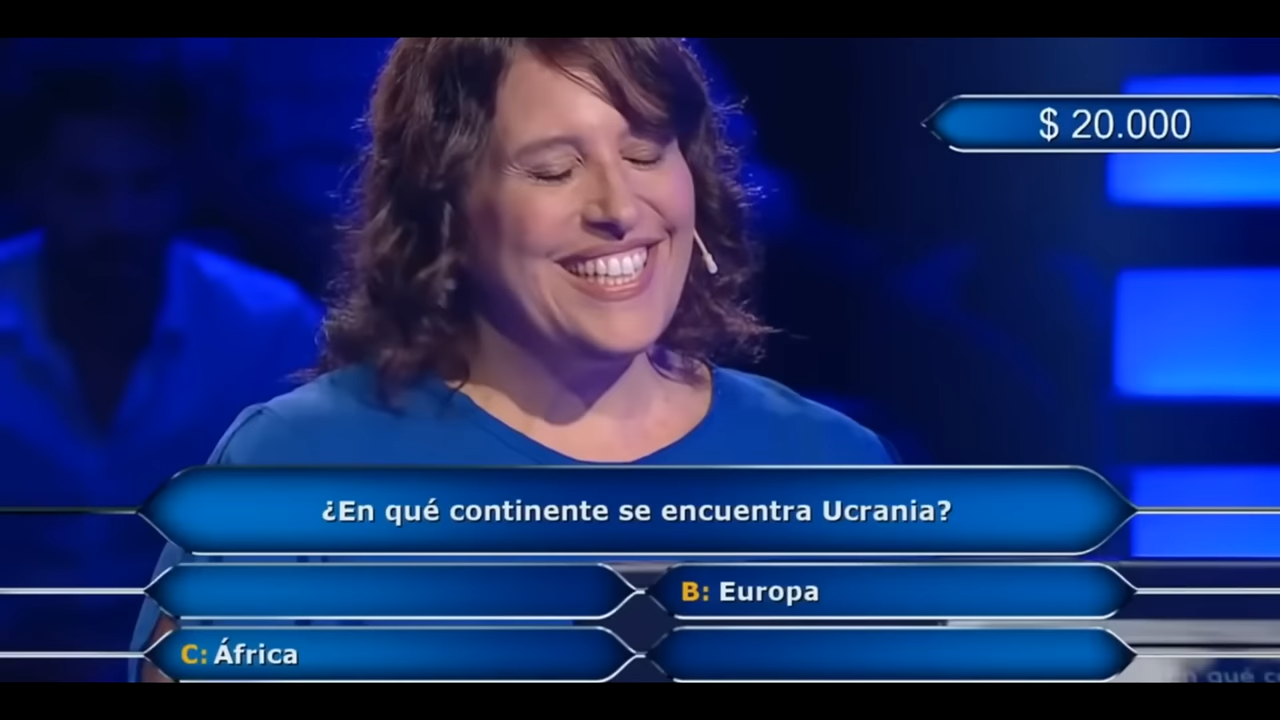 $ 20.000
¿En qué continente se encuentra Ucrania?
B: Europa
C: África